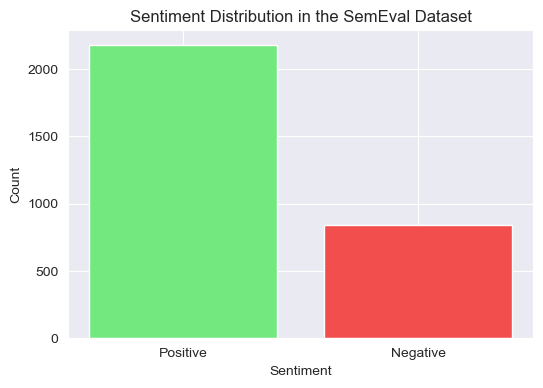 Sentiment Distribution in the SemEval Dataset
Count
2000
1500
1000
500
0
Positive
Negative
Sentiment